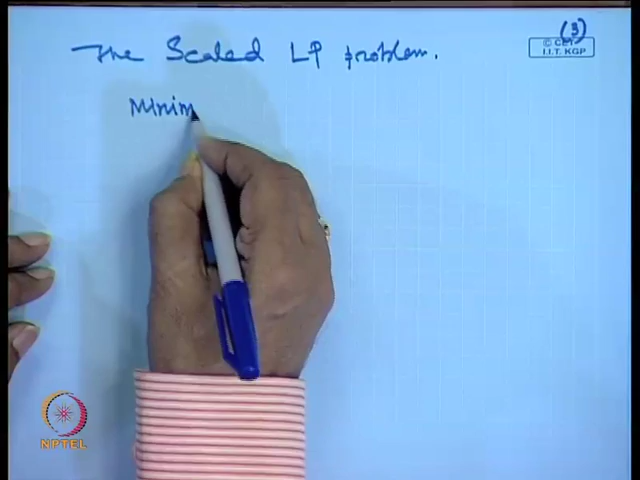 The Scaled LP problem.
(3)
© CET
I.I.T. KGP
Minim
NPTEL